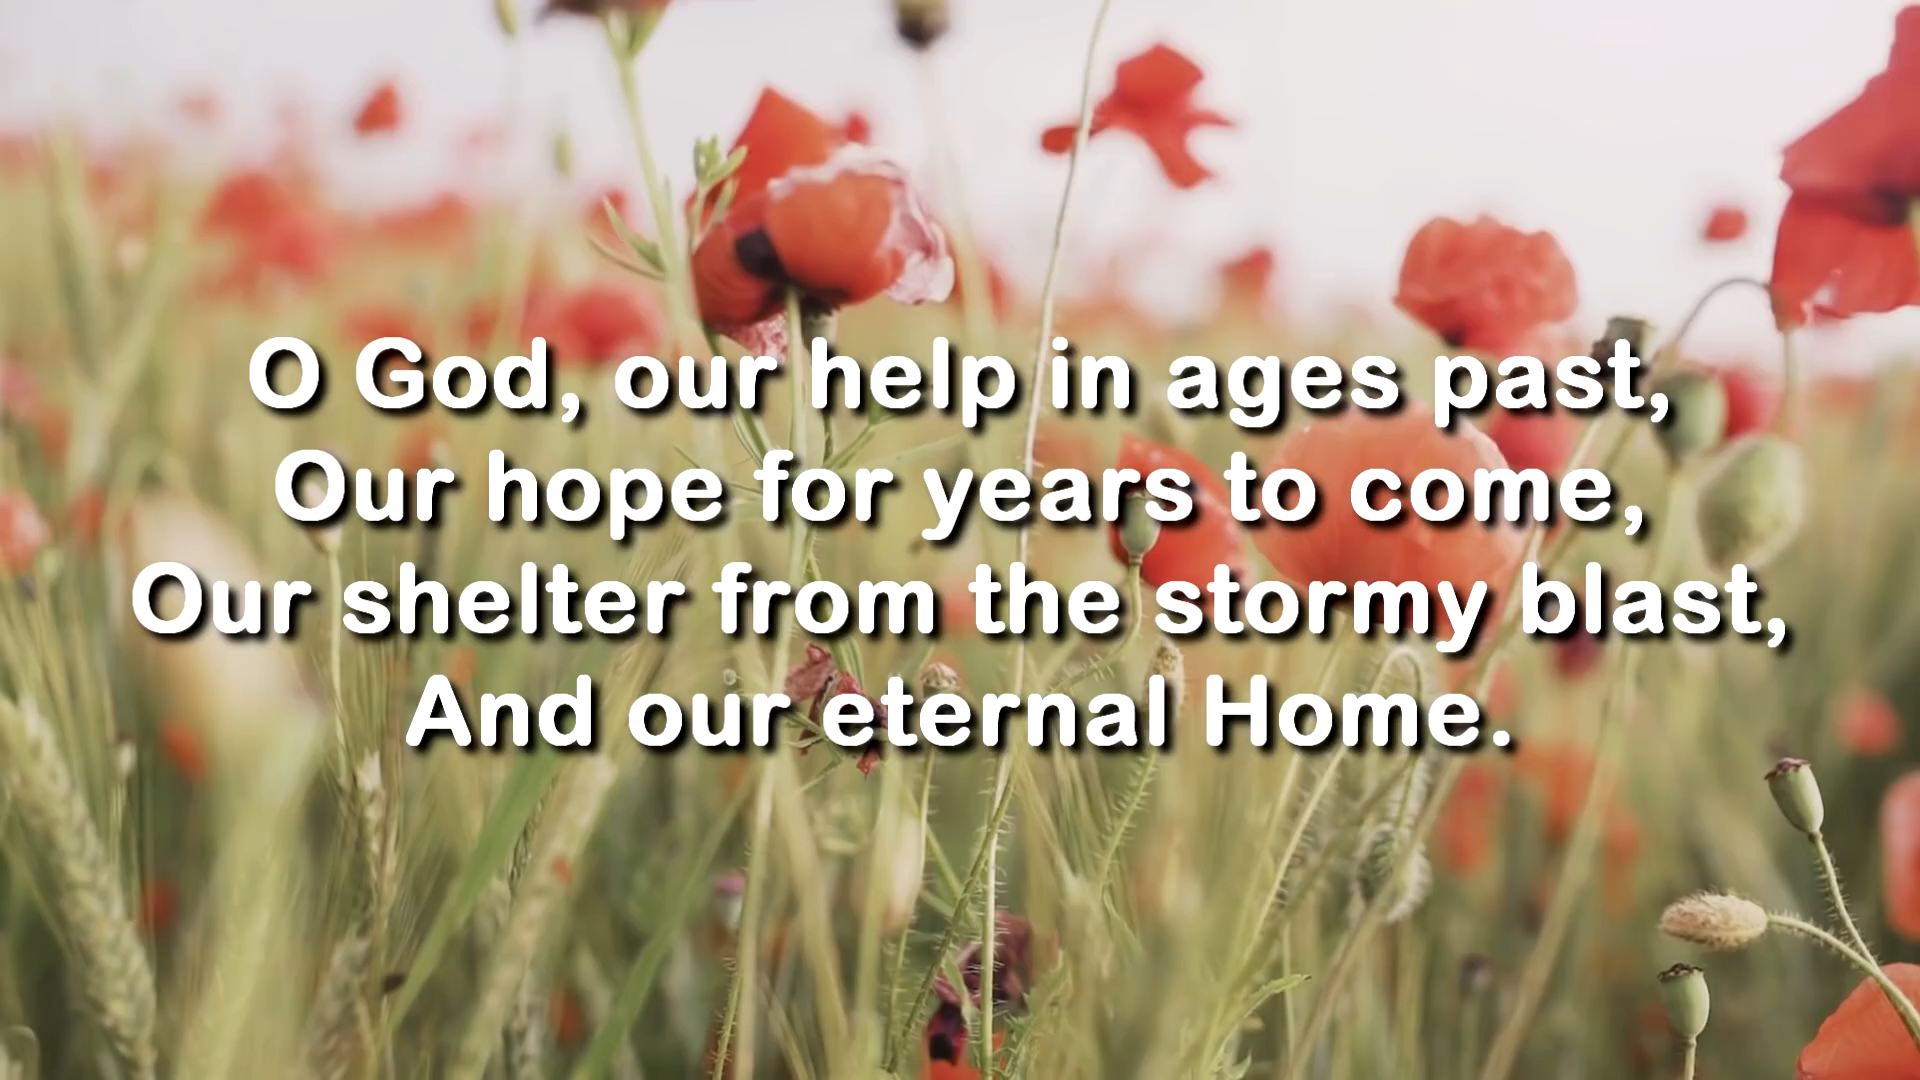 O God, our help in ages past,
Our hope for years to come,
Our shelter from the stormy blast,
And our eternal Home.